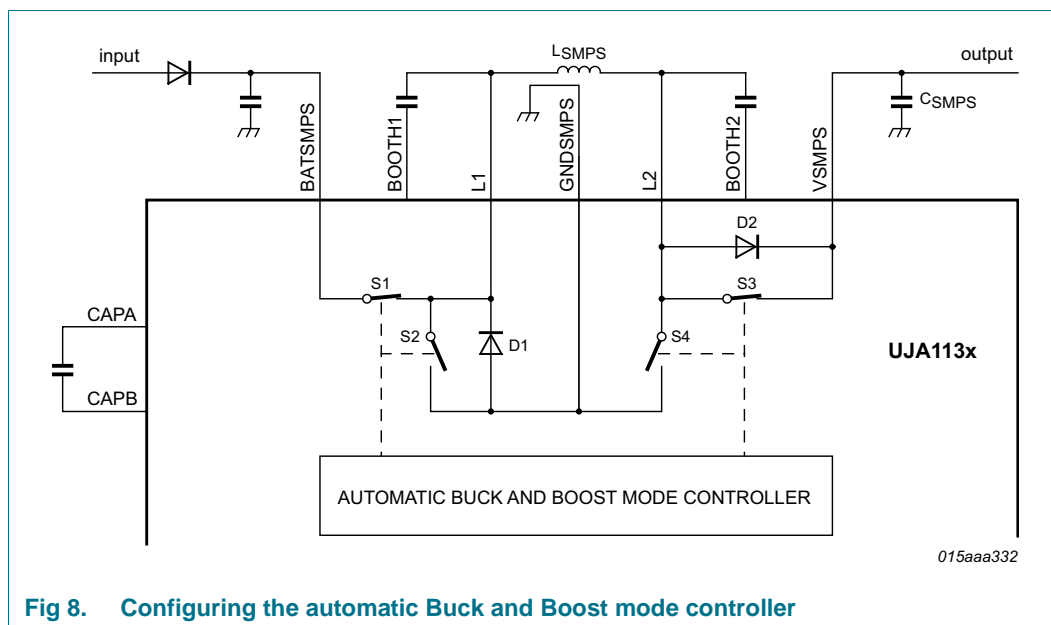 input
LSMPS
output
CSMPS
BATSMPS
BOOTH1
L1
GNDSMPS
L2
BOOTH2
VSMPS
D2
S1
S3
CAPA
S2
D1
S4
UJA113x
CAPB
AUTOMATIC BUCK AND BOOST MODE CONTROLLER
015aaa332
Fig 8. Configuring the automatic Buck and Boost mode controller